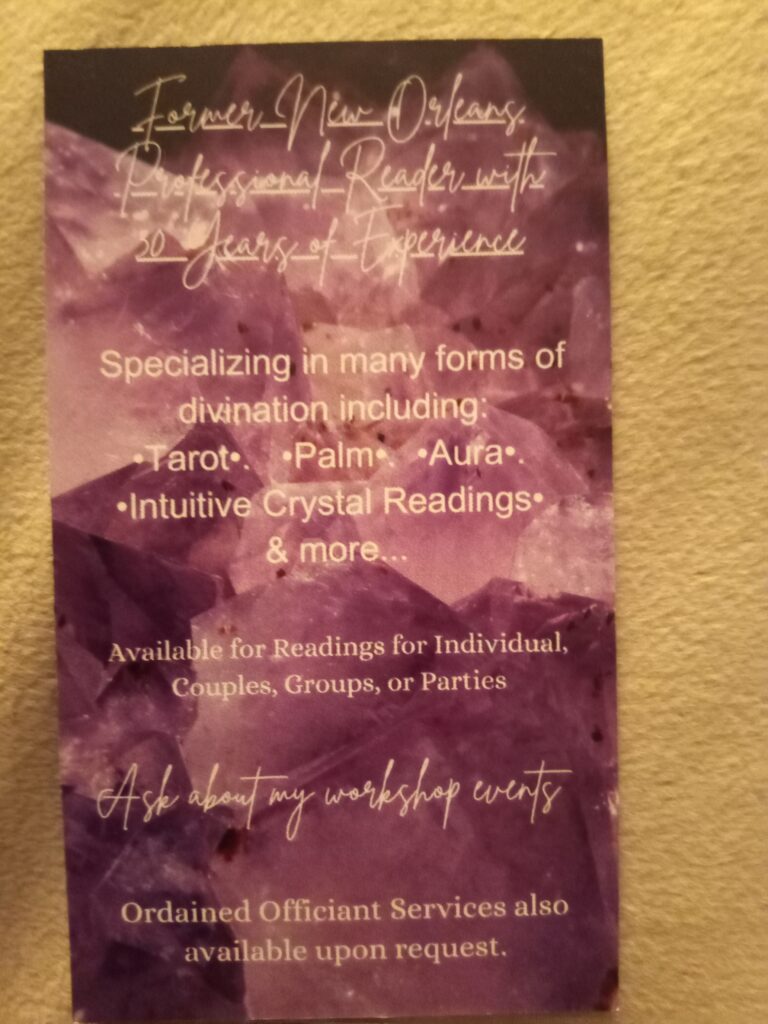 Former New Orleans
Professional Reader with
30 Years of Experience
Specializing in many forms of
divination including:
•Tarot•. •Palm•. •Aura•.
•Intuitive Crystal Readings•
& more...
Available for Readings for Individual,
Couples, Groups, or Parties
Ask about my workshop events
Ordained Officiant Services also
available upon request.